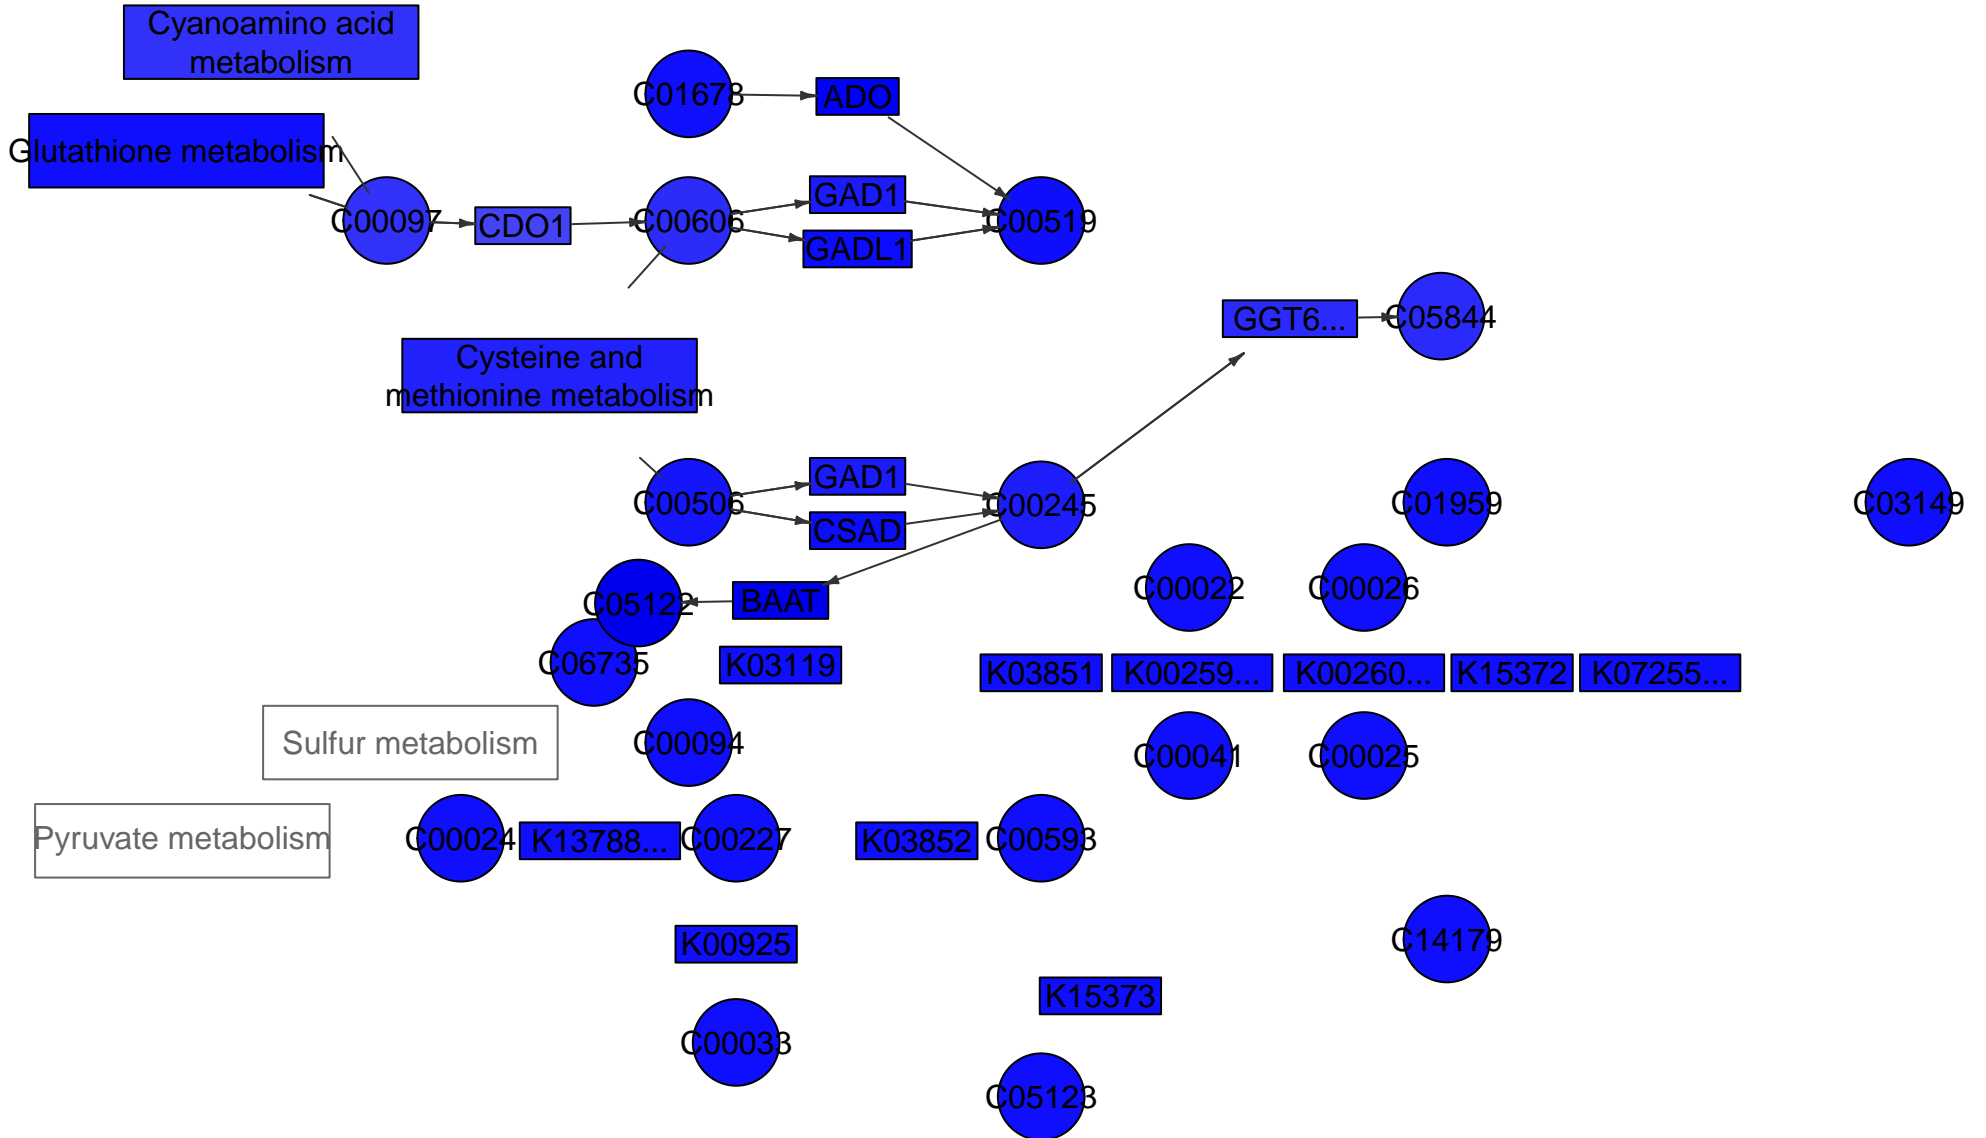 Cyanoamino acid
metabolism
C01678
ADO
Glutathione metabolism
C00097
CDO1
C00606
GAD1
GADL1
C00519
GGT6...
C05844
Cysteine and
methionine metabolism
C00506
GAD1
CSAD
C00245
C01959
C03149
C05122
BAAT
C00022
C00026
C06735
K03119
K03851
K00259...
K00260...
K15372
K07255...
Sulfur metabolism
C00094
C00041
C00025
Pyruvate metabolism
C00024
K13788...
C00227
K03852
C00593
K00925
C14179
K15373
C00033
C05123